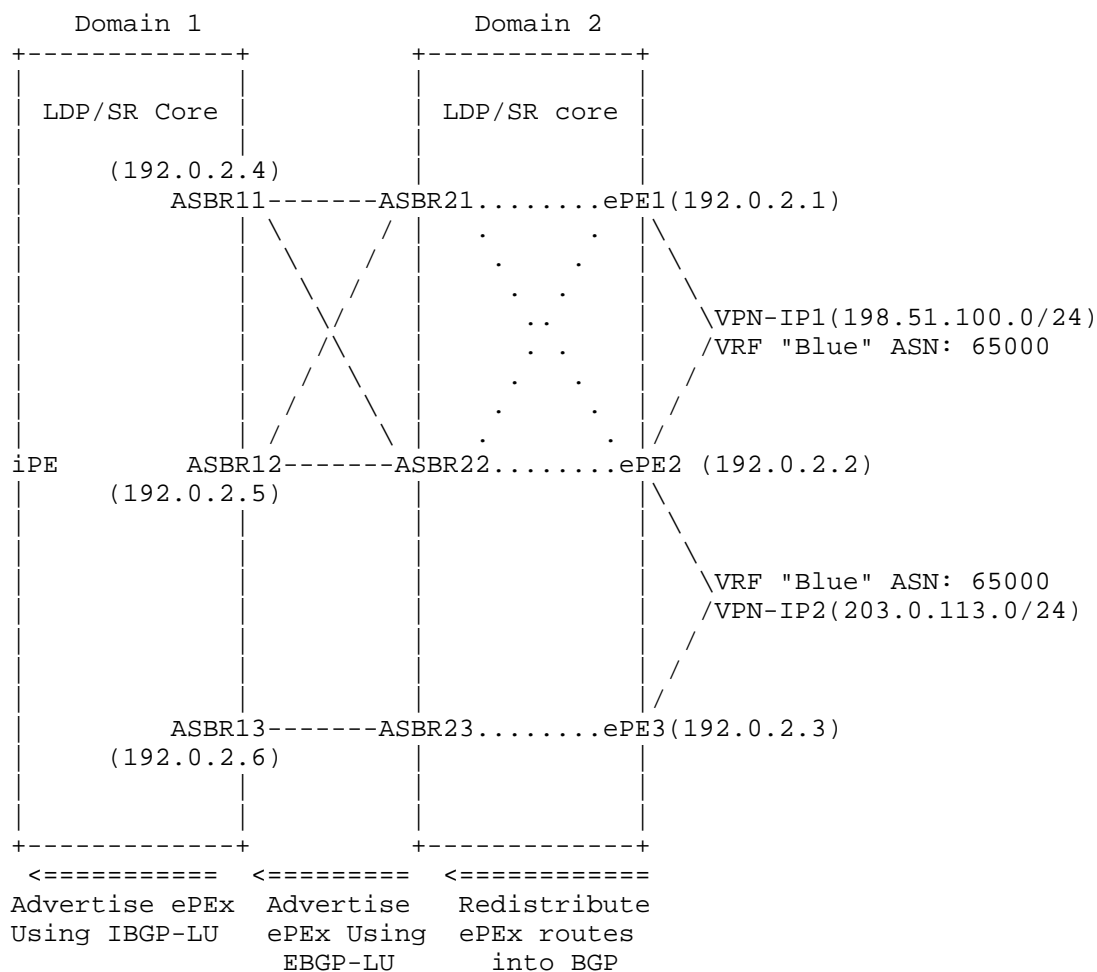 Domain 1 Domain 2
LDP/SR Core LDP/SR core
(192.0.2.4)
ASBR11-------ASBR21........ePE1(192.0.2.1)
VPN-IP1(198.51.100.0/24)
VRF "Blue" ASN: 65000
iPE ASBR12-------ASBR22........ePE2 (192.0.2.2)
(192.0.2.5)
VRF "Blue" ASN: 65000
VPN-IP2(203.0.113.0/24)
ASBR13-------ASBR23........ePE3(192.0.2.3)
(192.0.2.6)
<=========== <========= <============
Advertise ePEx Advertise Redistribute
Using IBGP-LU ePEx Using ePEx routes
EBGP-LU into BGP